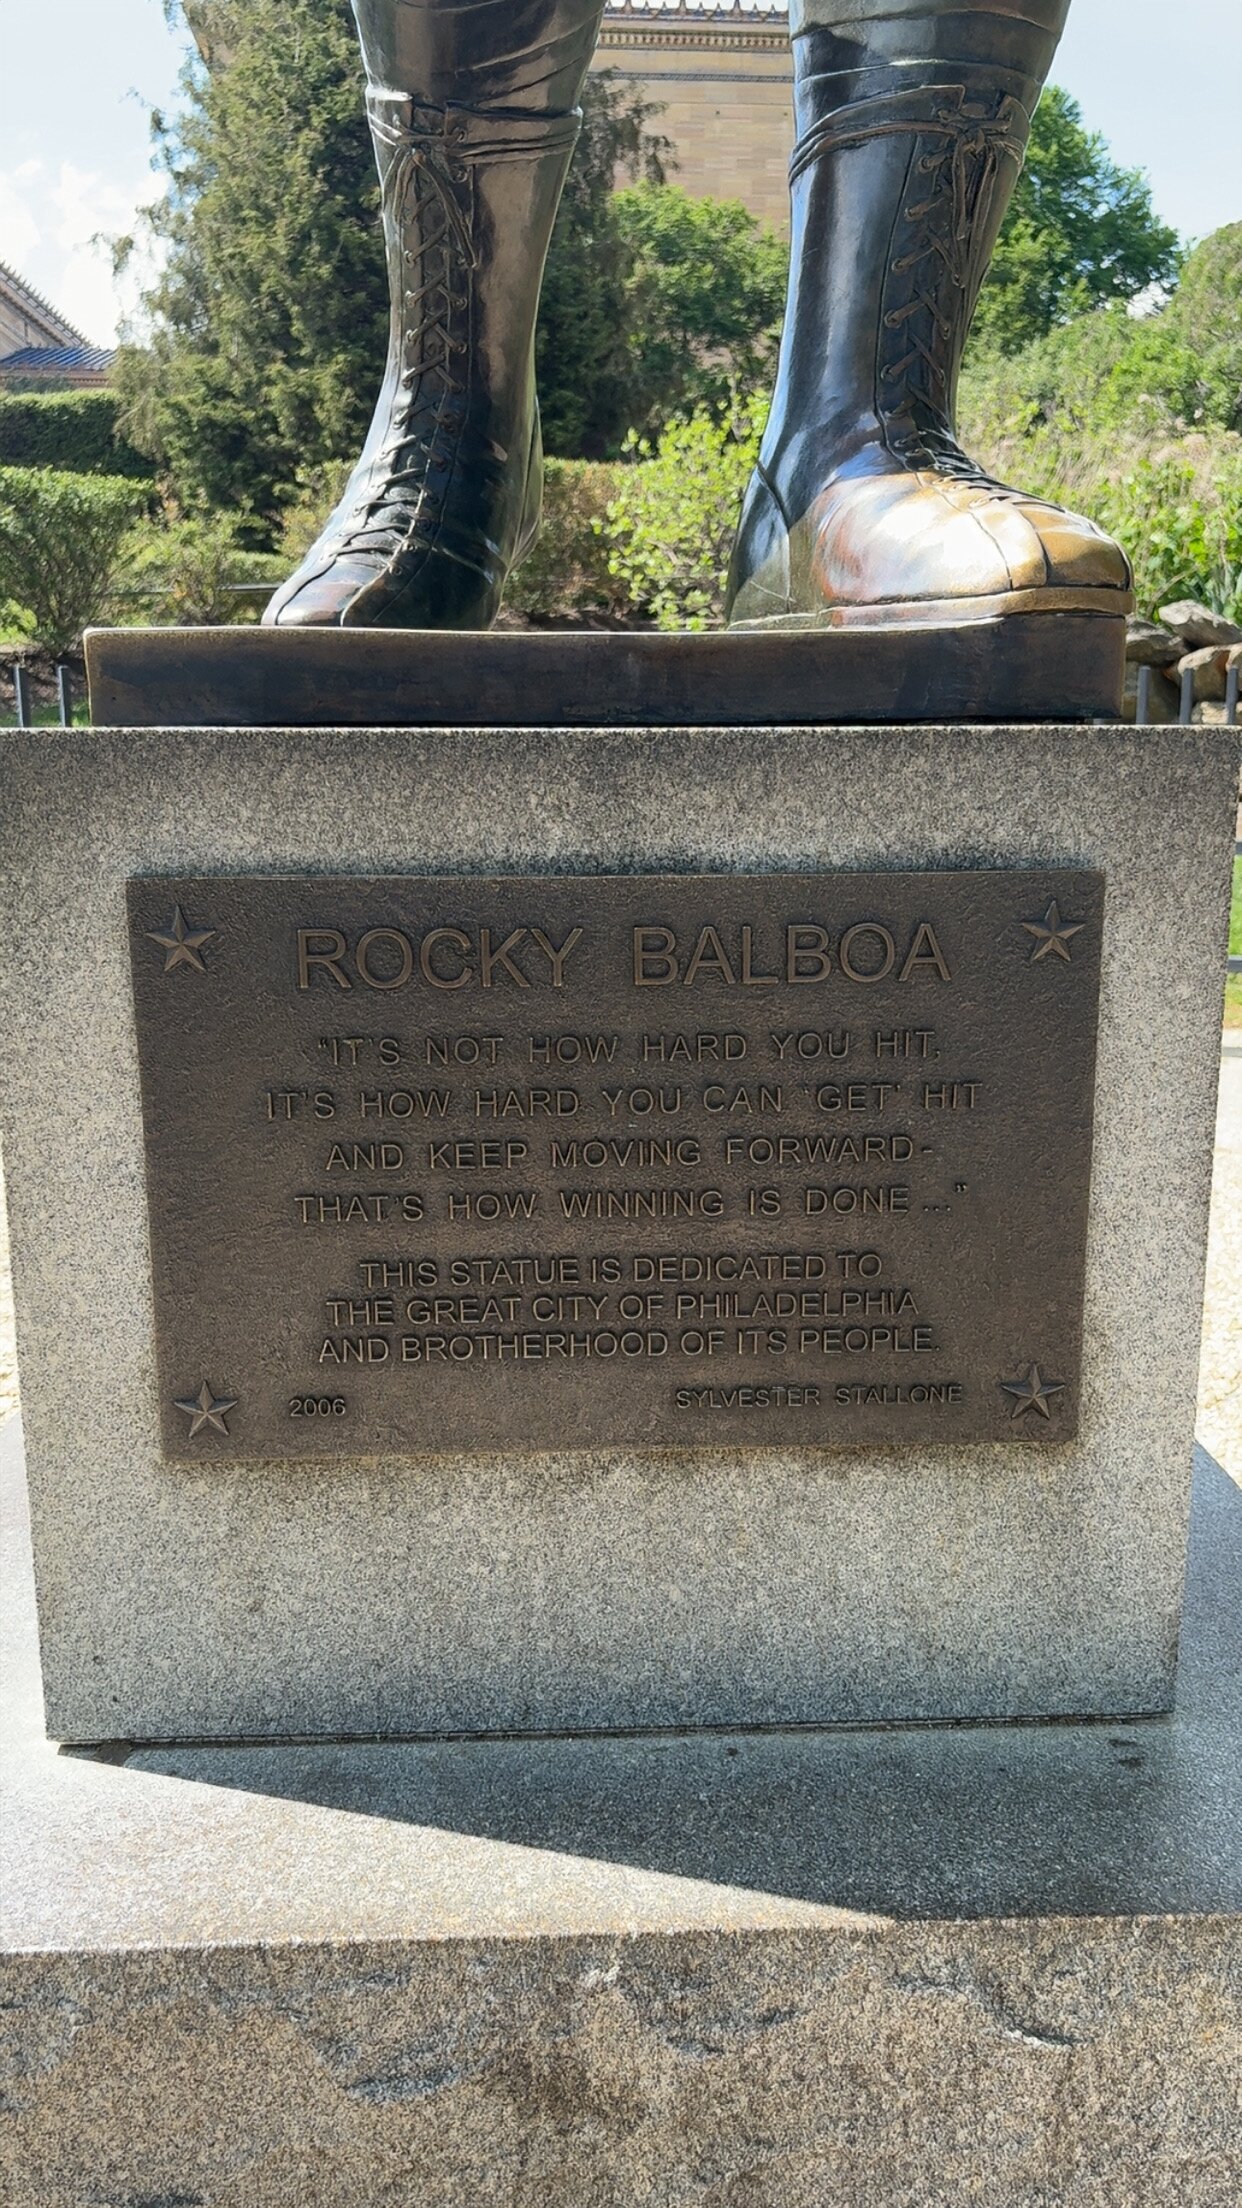 ROCKY BALBOA
"IT'S NOT HOW HARD YOU HIT,
IT'S HOW HARD YOU CAN 'GET' HIT
AND KEEP MOVING FORWARD-
THAT'S HOW WINNING IS DONE..."
THIS STATUE IS DEDICATED TO
THE GREAT CITY OF PHILADELPHIA
AND BROTHERHOOD OF ITS PEOPLE.
2006 SYLVESTER STALLONE